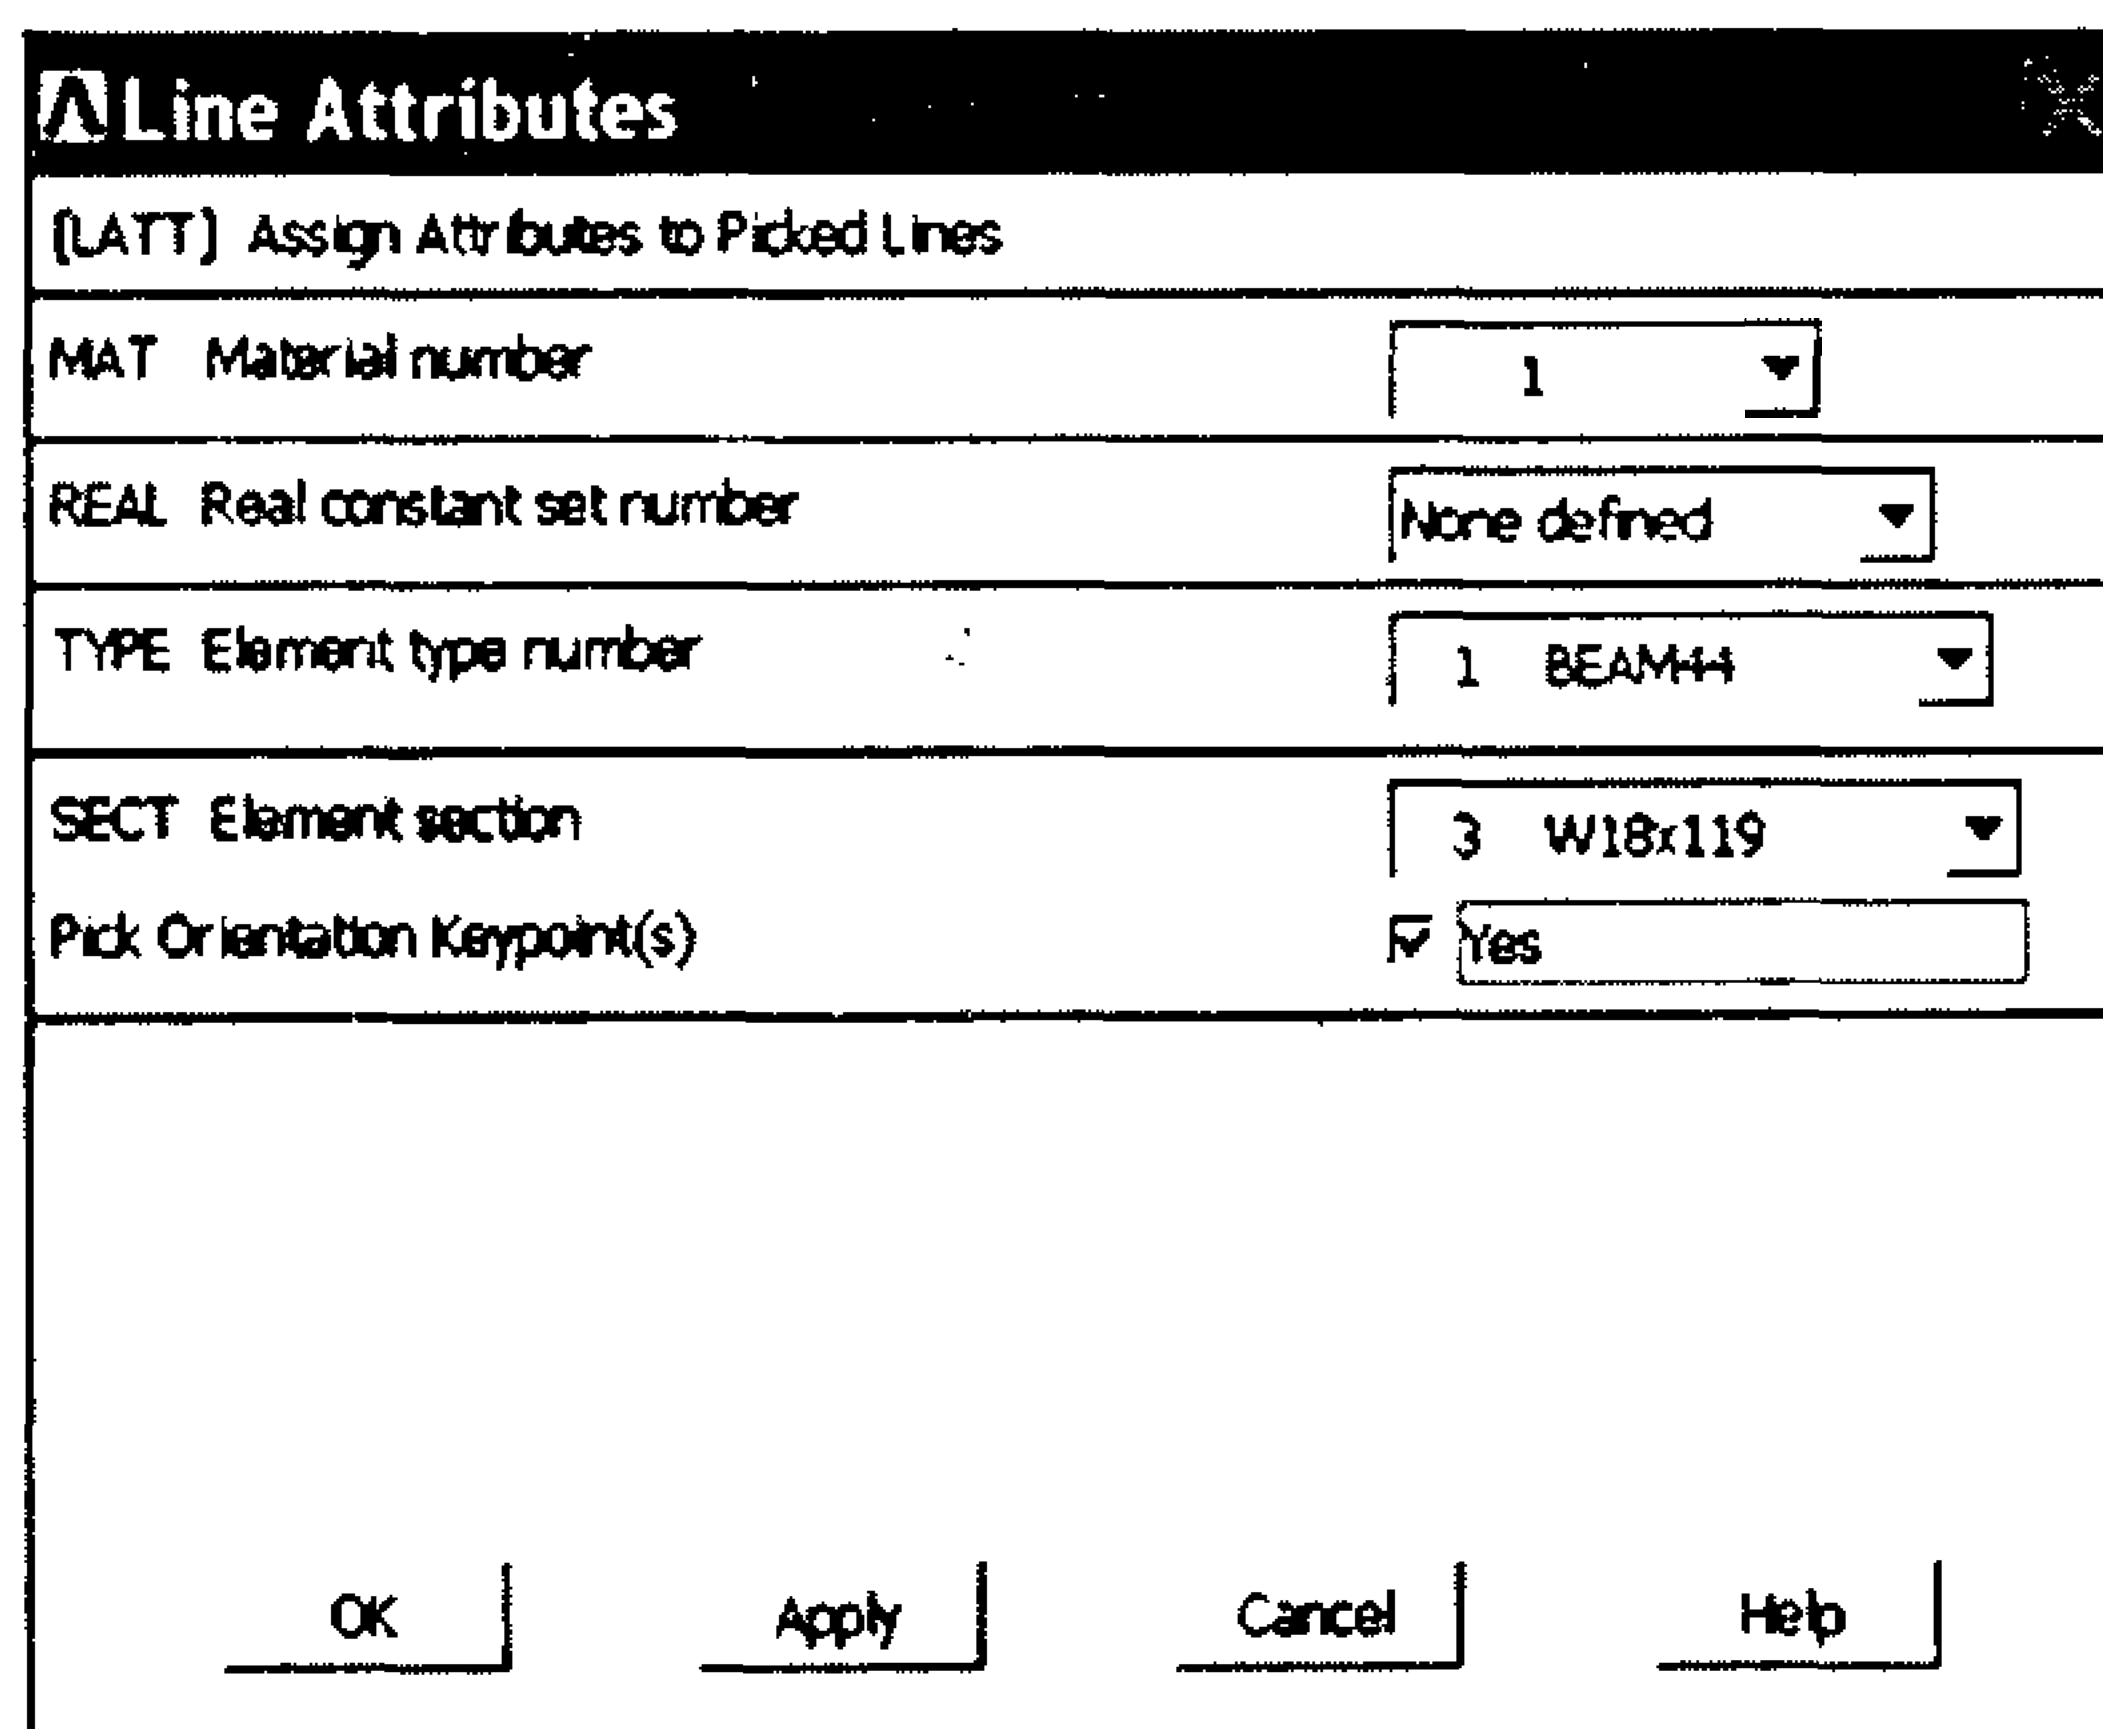 Line Attributes
[LATT] Assign Attributes to Picked Lines
MAT Material number 1
REAL Real constant set number None defined
TYPE Element type number 1 BEAM44
SECT Element section 3 W18x119
Pick Orientation Keypoint(s) Yes
OK Apply Cancel Help